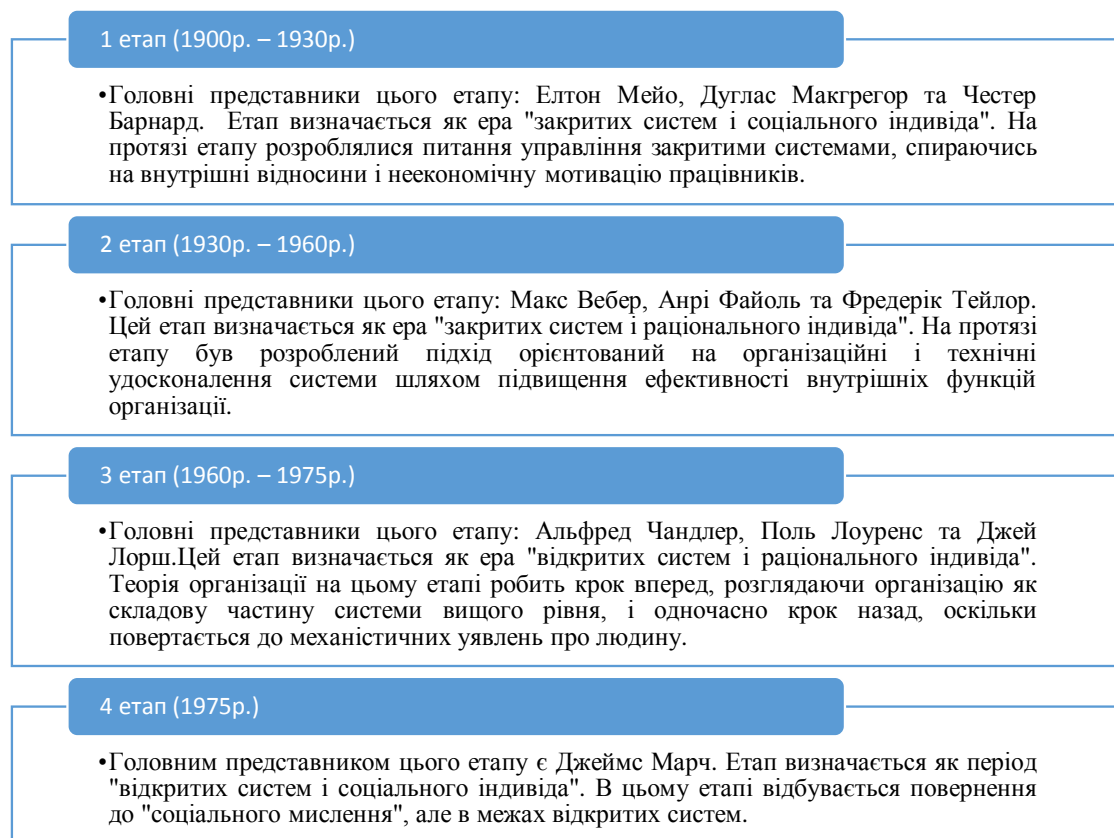 1 етап (1900р. – 1930р.)
•Головні представники цього етапу: Елтон Мейо, Дуглас Макгрегор та Честер
Барнард. Етап визначається як ера "закритих систем і соціального індивіда". На
протязі етапу розроблялися питання управління закритими системами, спираючись
на внутрішні відносини і неекономічну мотивацію працівників.
2 етап (1930р. – 1960р.)
•Головні представники цього етапу: Макс Вебер, Анрі Файоль та Фредерік Тейлор.
Цей етап визначається як ера "закритих систем і раціонального індивіда". На протязі
етапу був розроблений підхід орієнтований на організаційні і технічні
удосконалення системи шляхом підвищення ефективності внутрішніх функцій
організації.
3 етап (1960р. – 1975р.)
•Головні представники цього етапу: Альфред Чандлер, Поль Лоуренс та Джей
Лорш.Цей етап визначається як ера "відкритих систем і раціонального індивіда".
Теорія організації на цьому етапі робить крок вперед, розглядаючи організацію як
складову частину системи вищого рівня, і одночасно крок назад, оскільки
повертається до механістичних уявлень про людину.
4 етап (1975р.)
•Головним представником цього етапу є Джеймс Марч. Етап визначається як період
"відкритих систем і соціального індивіда". В цьому етапі відбувається повернення
до "соціального мислення", але в межах відкритих систем.